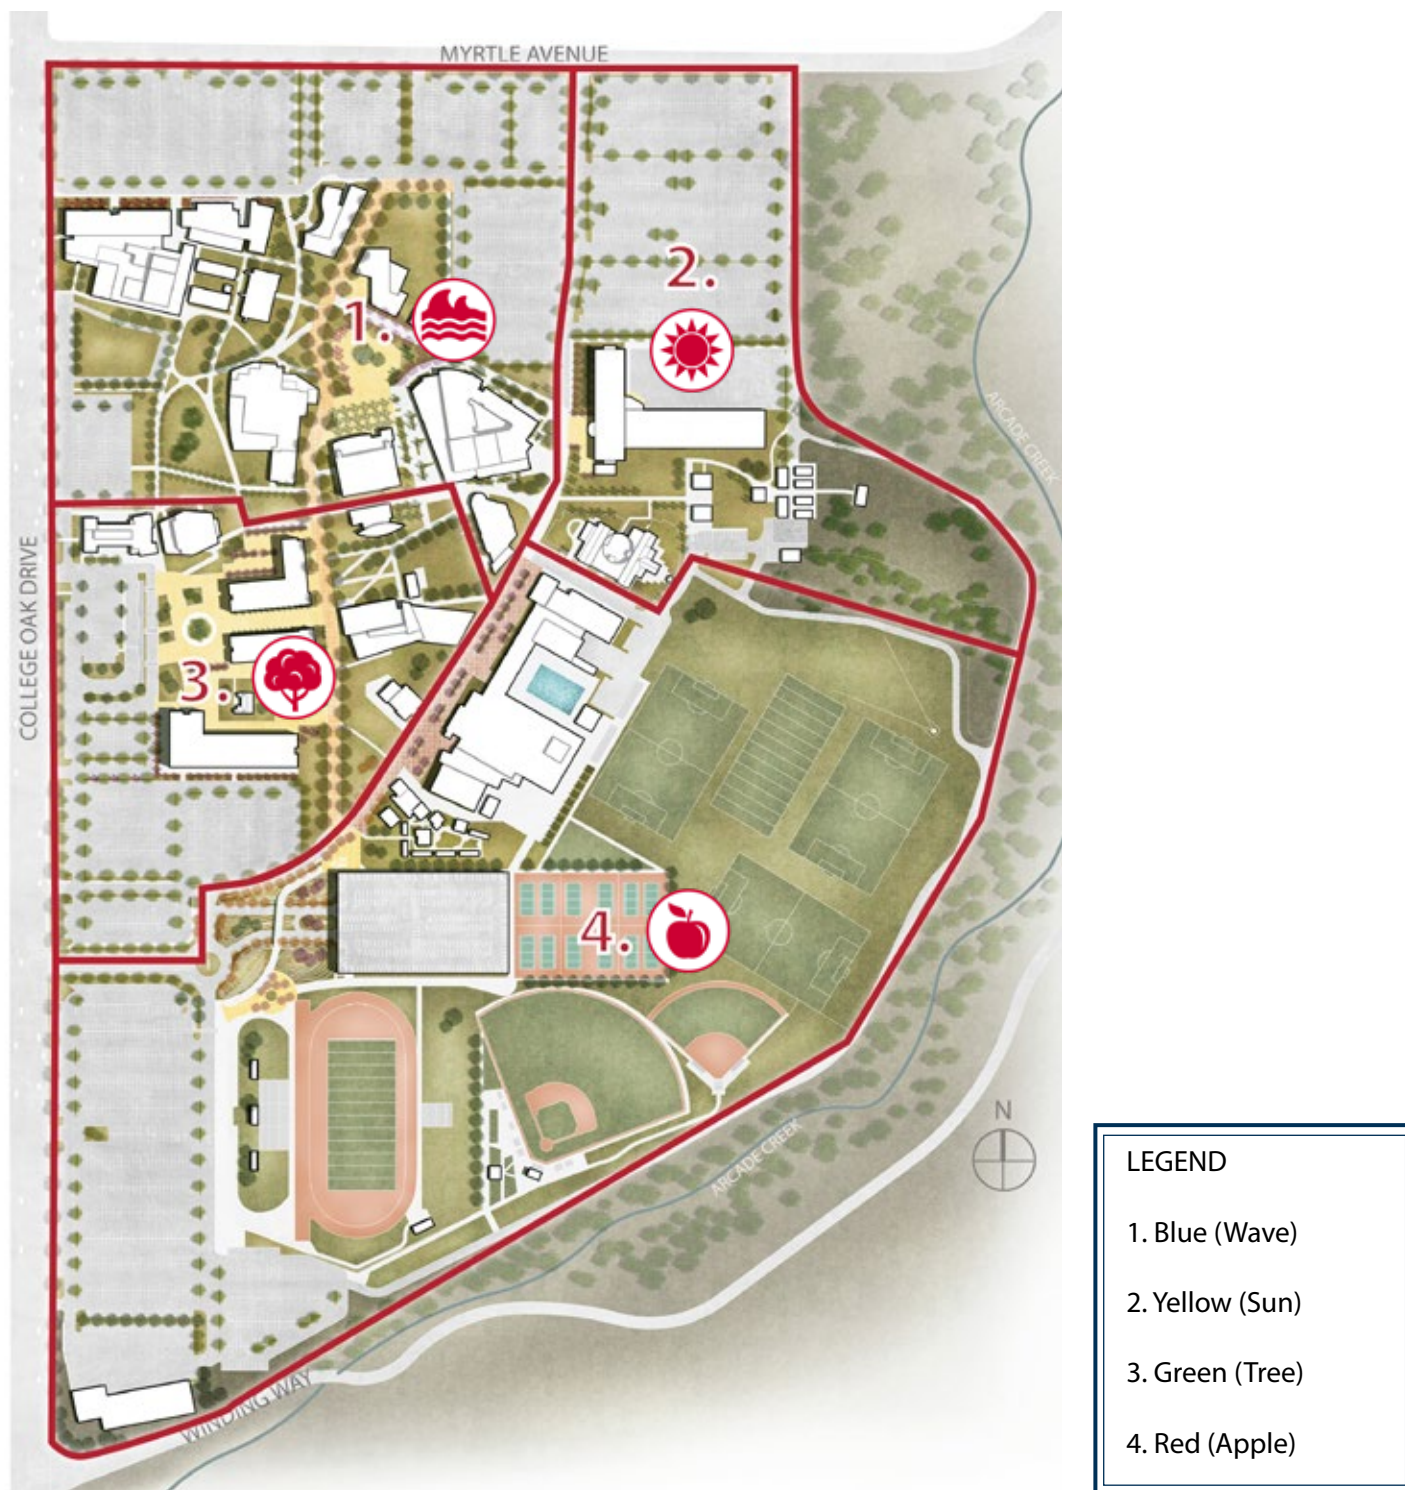 MYRTLE AVENUE
2.
1.
ARCADE CREEK
COLLEGE OAK DRIVE
3.
4.
N
ARCADE CREEK
WINDING WAY
LEGEND
1. Blue (Wave)
2. Yellow (Sun)
3. Green (Tree)
4. Red (Apple)